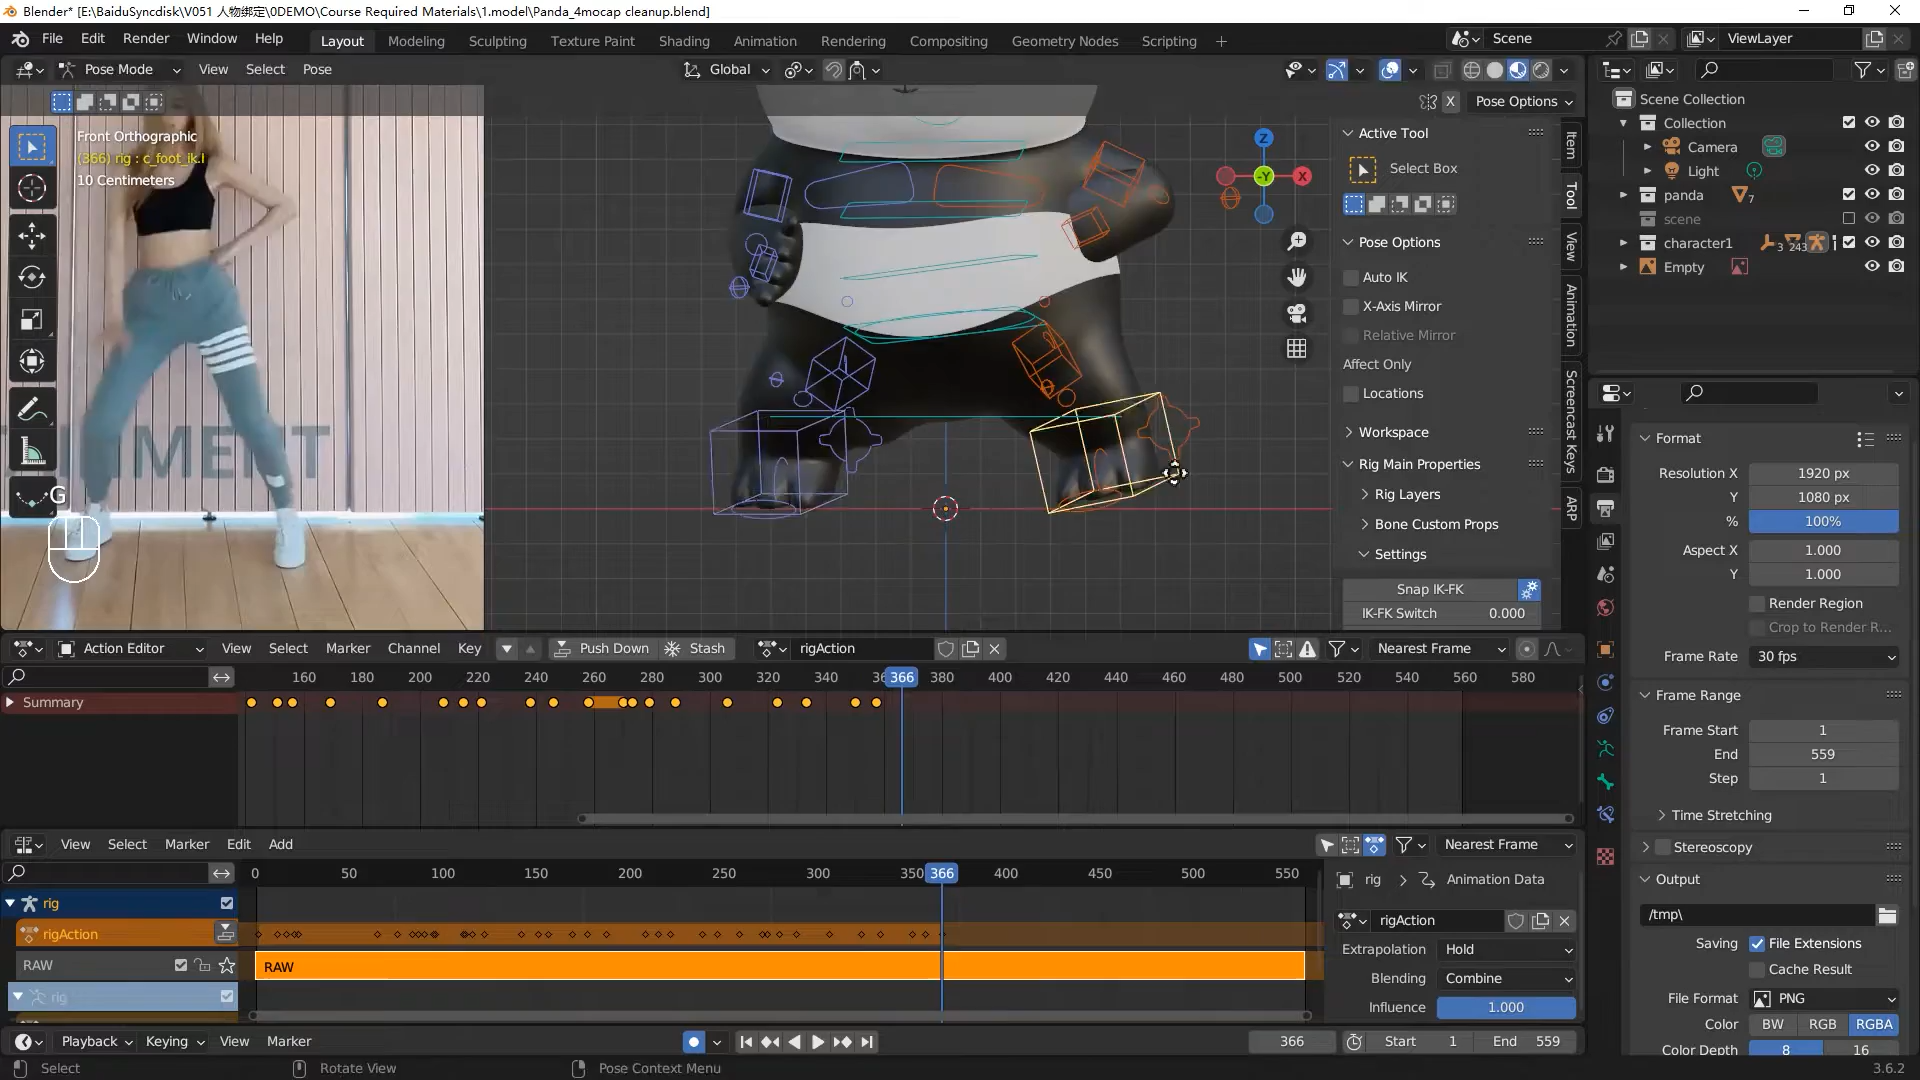 Blender* [E:\BaiduSyncdisk\V051 人物绑定\0DEMO\Course Required Materials\1.model\Panda_4mocap cleanup.blend]
File Edit Render Window Help
Layout Modeling Sculpting Texture Paint Shading Animation Rendering Compositing Geometry Nodes Scripting +
Scene
ViewLayer
Pose Mode View Select Pose
Global
X Pose Options
Front Orthographic
(366) rig : c_foot_ik.l
10 Centimeters
MENT
G
Z
-Y
X
Active Tool
Select Box
Pose Options
Auto IK
X-Axis Mirror
Relative Mirror
Affect Only
Locations
Workspace
Rig Main Properties
Rig Layers
Bone Custom Props
Settings
Snap IK-FK
IK-FK Switch 0.000
Item
Tool
View
Animation
Screencast Keys
ARP
Scene Collection
Collection
Camera
Light
panda 7
scene
character1 3 243
Empty
Format
Resolution X 1920 px
Y 1080 px
% 100%
Aspect X 1.000
Y 1.000
Render Region
Crop to Render R...
Frame Rate 30 fps
Frame Range
Frame Start 1
End 559
Step 1
Time Stretching
Stereoscopy
Output
/tmp\
Saving File Extensions
Cache Result
File Format PNG
Color BW RGB RGBA
Color Depth 8 16
Action Editor View Select Marker Channel Key Push Down Stash rigAction Nearest Frame
160 180 200 220 240 260 280 300 320 340 366 380 400 420 440 460 480 500 520 540 560 580
Summary
View Select Marker Edit Add Nearest Frame
0 50 100 150 200 250 300 350 366 400 450 500 550
rig
rigAction
RAW
RAW
rig
rig Animation Data
rigAction
Extrapolation Hold
Blending Combine
Influence 1.000
Playback Keying View Marker
366 Start 1 End 559
Select Rotate View Pose Context Menu 3.6.2